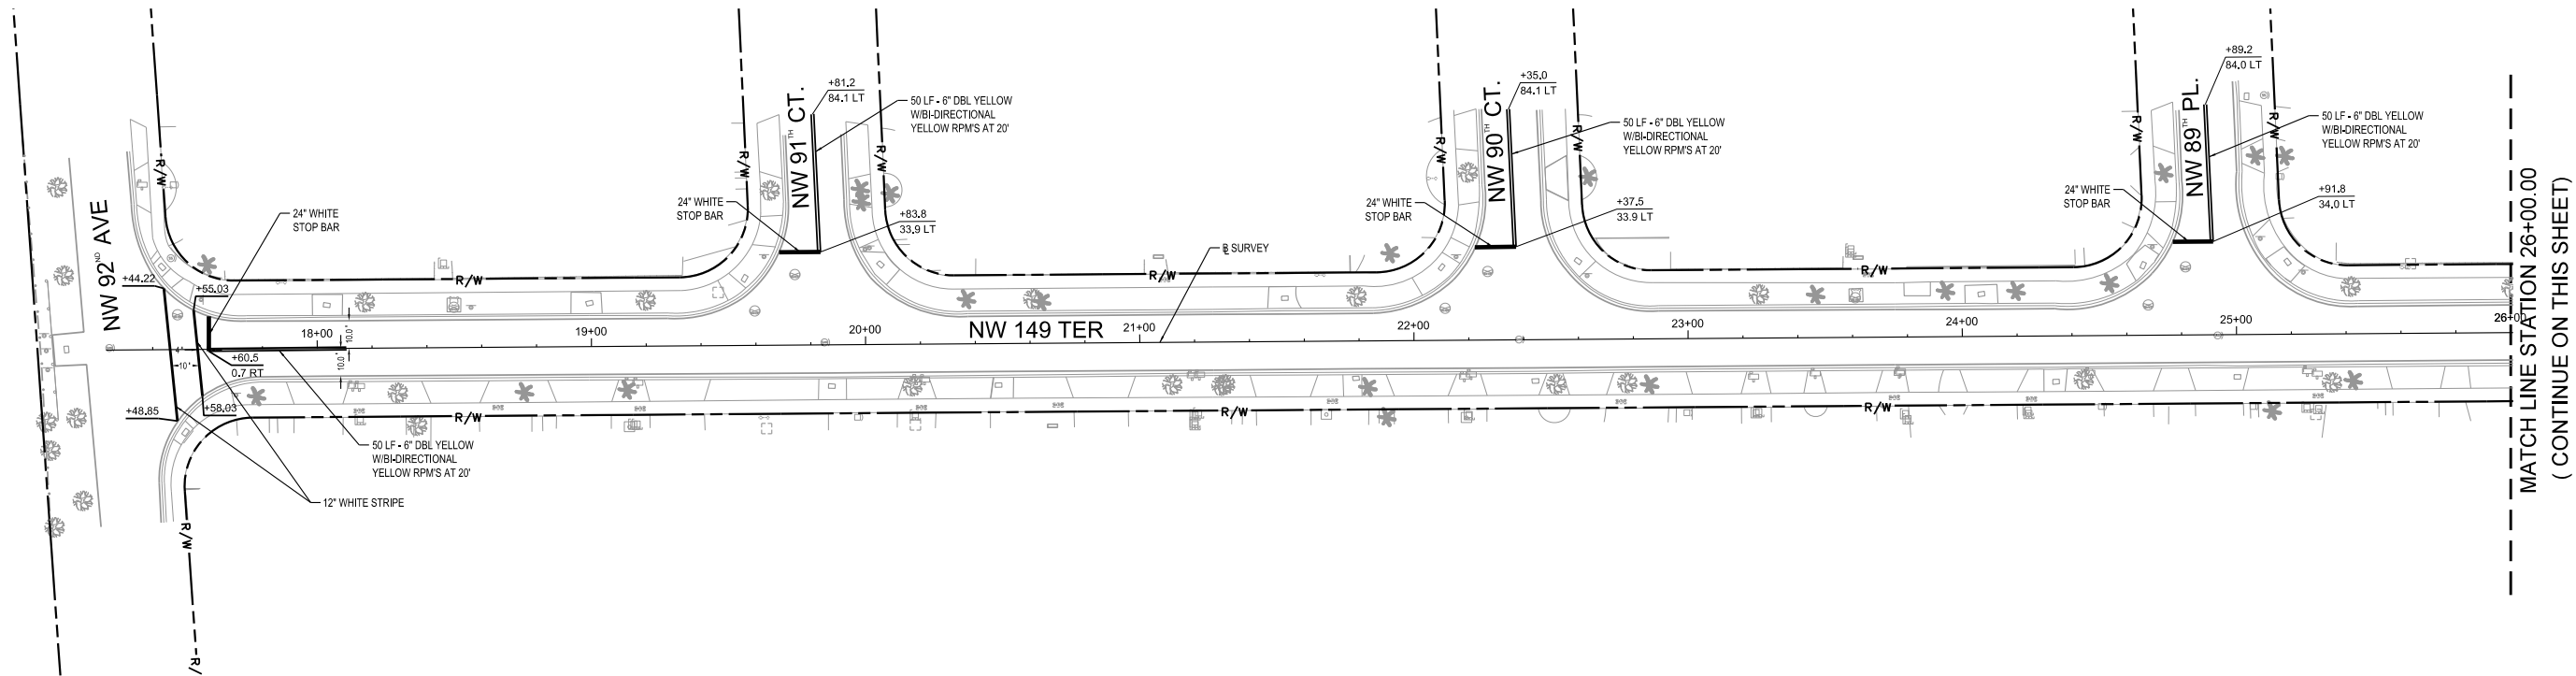 NW 92ND AVE
+44.22
+48.85
R/W
24" WHITE
STOP BAR
+55.03
+58.03
4'
10'
+60.5
0.7 RT
18+00
10.0'
10.0'
50 LF - 6" DBL YELLOW
W/BI-DIRECTIONAL
YELLOW RPM'S AT 20'
12" WHITE STRIPE
R/W
R/
R/W
R/W
19+00
R/W
24" WHITE
STOP BAR
NW 91TH CT.
+81.2
84.1 LT
50 LF - 6" DBL YELLOW
W/BI-DIRECTIONAL
YELLOW RPM'S AT 20'
R/W
+83.8
33.9 LT
20+00
NW 149 TER
21+00
R/W
℄ SURVEY
R/W
22+00
R/W
24" WHITE
STOP BAR
NW 90TH CT.
+35.0
84.1 LT
50 LF - 6" DBL YELLOW
W/BI-DIRECTIONAL
YELLOW RPM'S AT 20'
R/W
+37.5
33.9 LT
23+00
R/W
24+00
R/W
R/W
24" WHITE
STOP BAR
NW 89TH PL.
+89.2
84.0 LT
50 LF - 6" DBL YELLOW
W/BI-DIRECTIONAL
YELLOW RPM'S AT 20'
R/W
+91.8
34.0 LT
25+00
26+00
MATCH LINE STATION 26+00.00
( CONTINUE ON THIS SHEET)